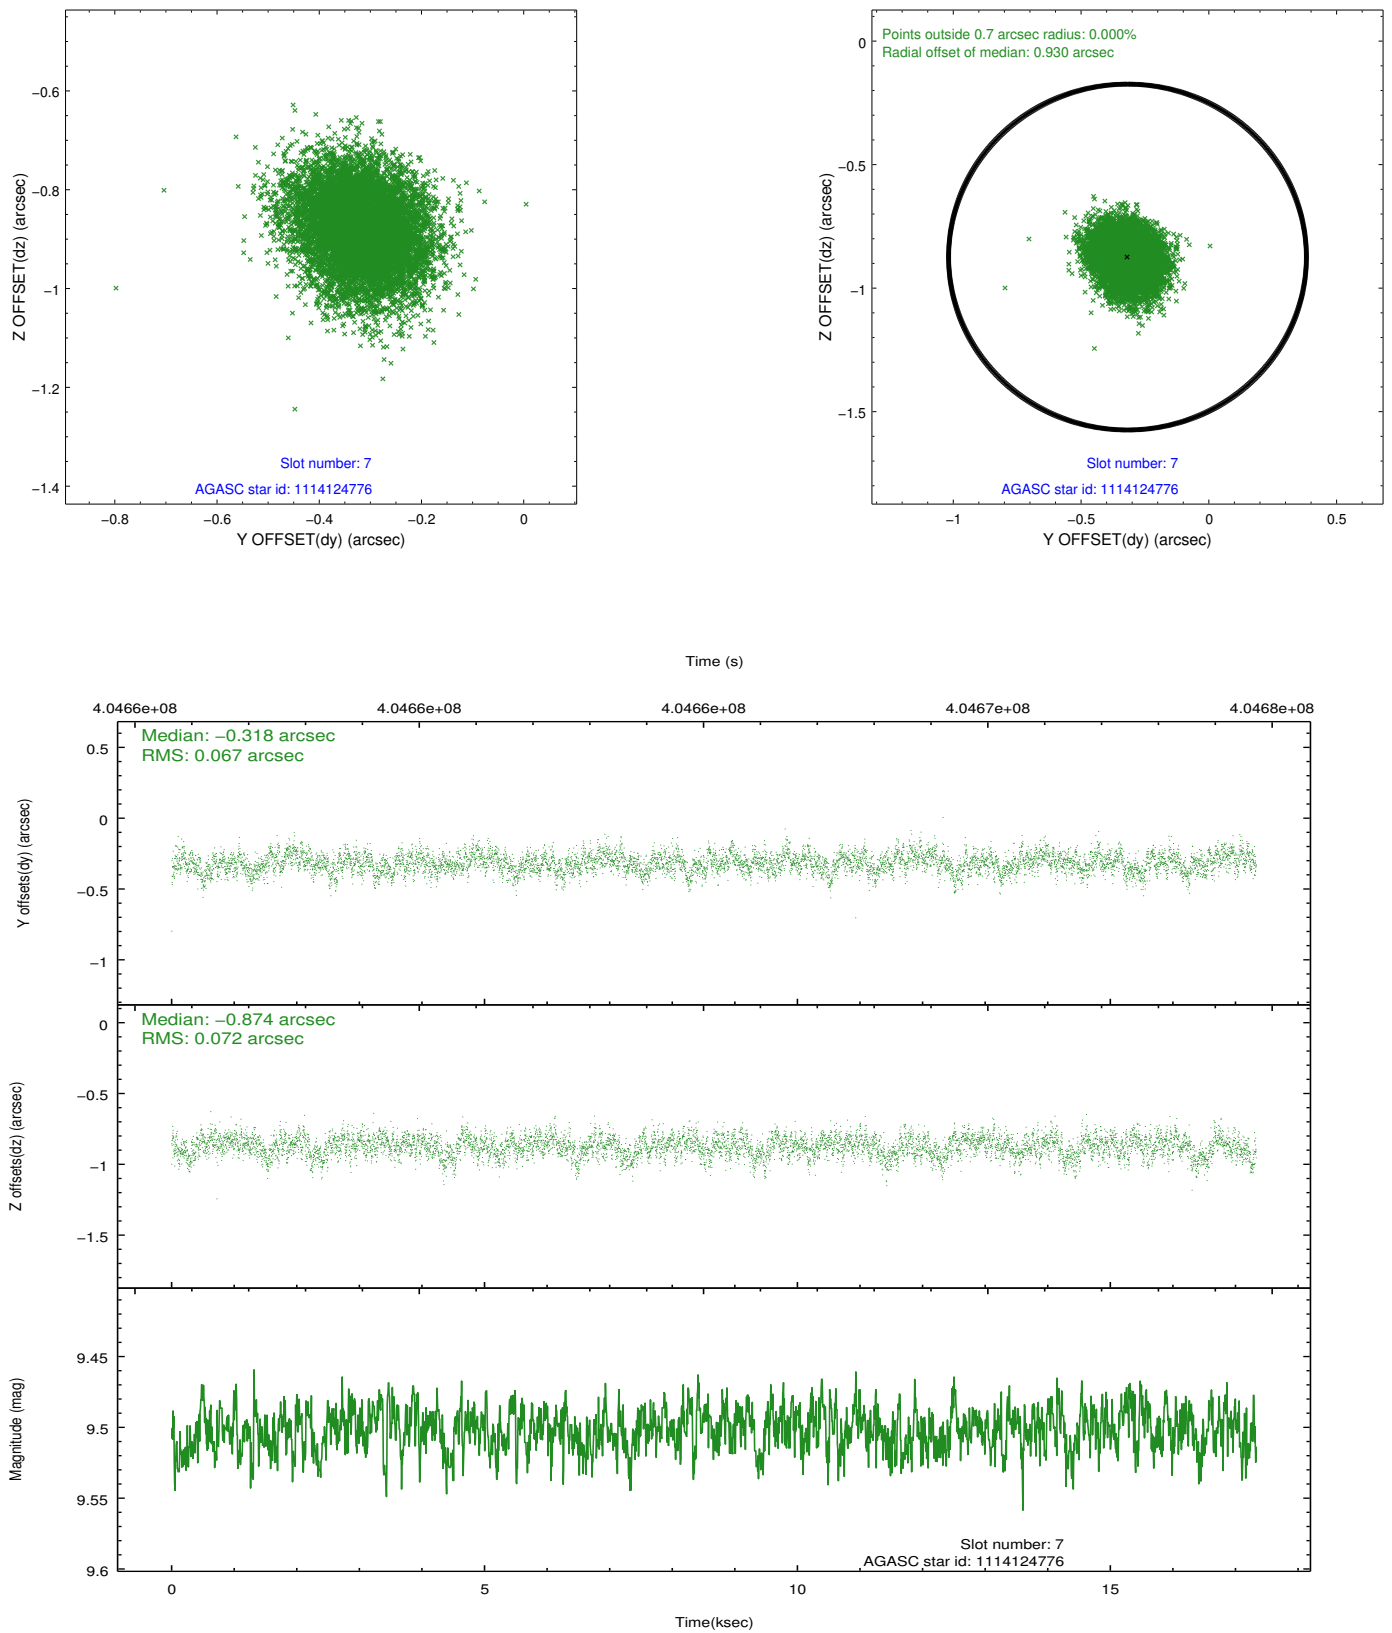 −0.6
−0.8
−1
−1.2
−1.4
−0.8
−0.6
−0.4
−0.2
0
Z OFFSET(dz) (arcsec)
Y OFFSET(dy) (arcsec)
Slot number: 7
AGASC star id: 1114124776
Points outside 0.7 arcsec radius: 0.000%
Radial offset of median: 0.930 arcsec
0
−0.5
−1
−1.5
−1
−0.5
0
0.5
Z OFFSET(dz) (arcsec)
Y OFFSET(dy) (arcsec)
Slot number: 7
AGASC star id: 1114124776
Time (s)
4.0466e+08
4.0466e+08
4.0466e+08
4.0467e+08
4.0468e+08
Median: −0.318 arcsec
RMS: 0.067 arcsec
0.5
0
−0.5
−1
Y offsets(dy) (arcsec)
Median: −0.874 arcsec
RMS: 0.072 arcsec
0
−0.5
−1
−1.5
Z offsets(dz) (arcsec)
9.45
9.5
9.55
9.6
Magnitude (mag)
Slot number: 7
AGASC star id: 1114124776
0
5
10
15
Time(ksec)